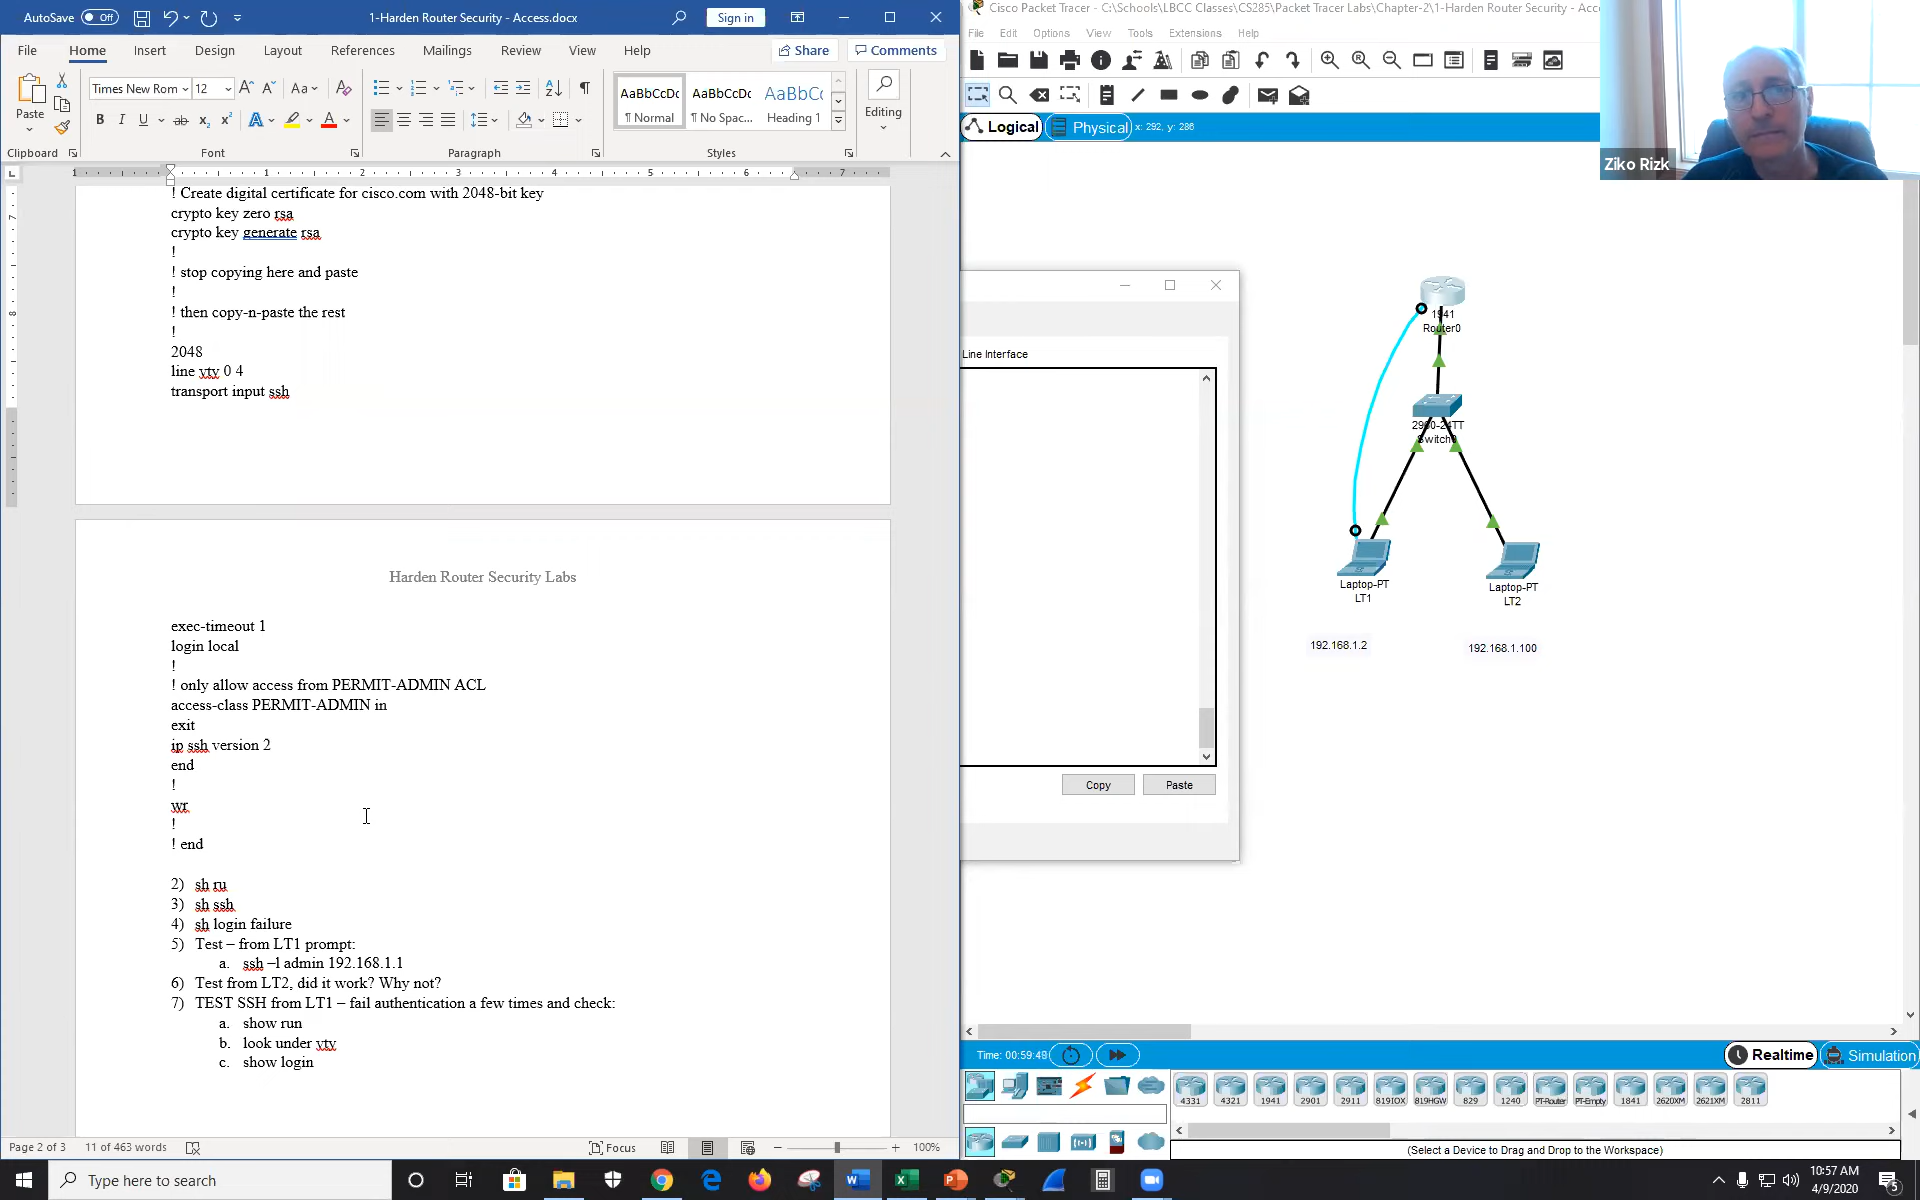 AutoSave Off
1-Harden Router Security - Access.docx
Sign in
File Home Insert Design Layout References Mailings Review View Help
Share Comments
Paste
Times New Rom 12
Aa
AaBbCcDc AaBbCcDc AaBbC
¶ Normal ¶ No Spac... Heading 1
Editing
Clipboard Font Paragraph Styles
! Create digital certificate for cisco.com with 2048-bit key
crypto key zero rsa
crypto key generate rsa
!
! stop copying here and paste
!
! then copy-n-paste the rest
!
2048
line vty 0 4
transport input ssh
Harden Router Security Labs
exec-timeout 1
login local
!
! only allow access from PERMIT-ADMIN ACL
access-class PERMIT-ADMIN in
exit
ip ssh version 2
end
!
wr
!
! end
2) sh ru
3) sh ssh
4) sh login failure
5) Test – from LT1 prompt:
a. ssh –l admin 192.168.1.1
6) Test from LT2, did it work? Why not?
7) TEST SSH from LT1 – fail authentication a few times and check:
a. show run
b. look under vty
c. show login
Page 2 of 3 11 of 463 words
Focus
100%
Cisco Packet Tracer - C:\Schools\LBCC Classes\CS285\Packet Tracer Labs\Chapter-2\1-Harden Router Security - Acce
File Edit Options View Tools Extensions Help
Logical Physical x: 292, y: 286
Ziko Rizk
Line Interface
Copy Paste
1941
Router0
2960-24TT
Switch0
Laptop-PT
LT1
Laptop-PT
LT2
192.168.1.2
192.168.1.100
Time: 00:59:49
Realtime Simulation
4331 4321 1941 2901 2911 819IOX 819HGW 829 1240 PT-Router PT-Empty 1841 2620XM 2621XM 2811
(Select a Device to Drag and Drop to the Workspace)
Type here to search
10:57 AM
4/9/2020
5